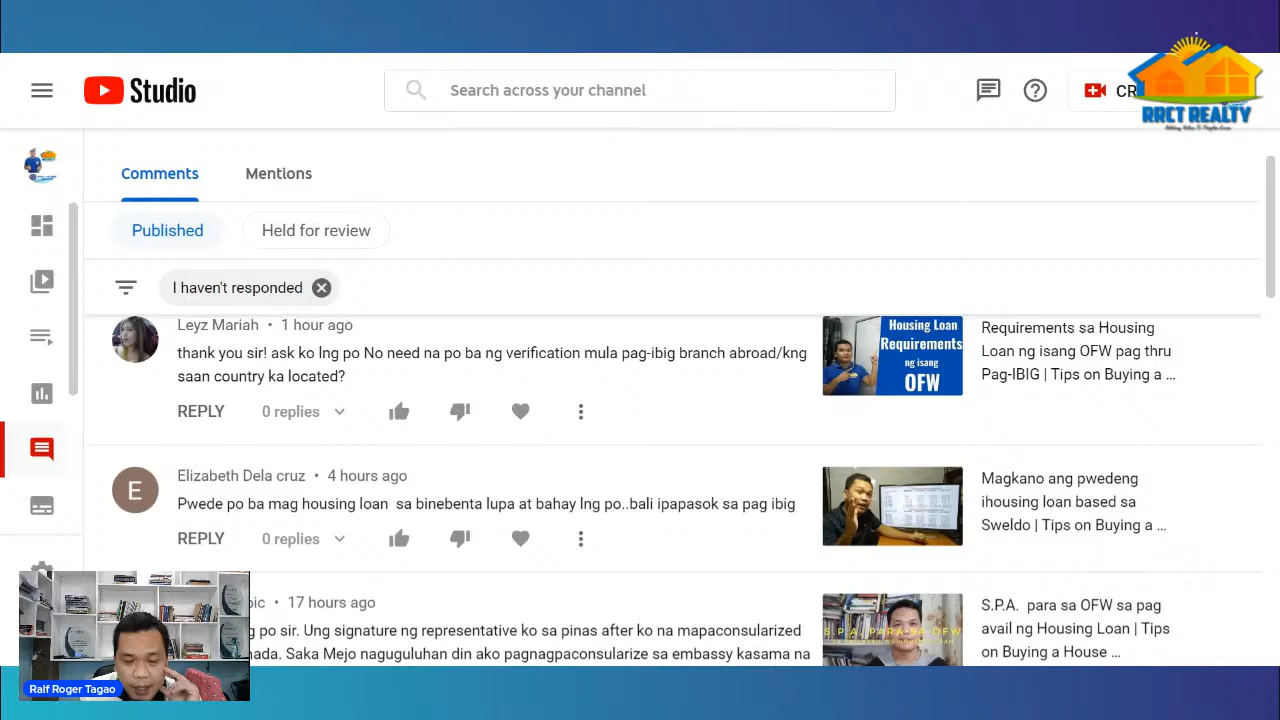 Studio
Search across your channel
CR
RRCT REALTY
Comments
Mentions
Published
Held for review
I haven't responded
Leyz Mariah • 1 hour ago
thank you sir! ask ko lng po No need na po ba ng verification mula pag-ibig branch abroad/kng
saan country ka located?
REPLY
0 replies
Housing Loan
Requirements
ng isang
OFW
Requirements sa Housing
Loan ng isang OFW pag thru
Pag-IBIG | Tips on Buying a ...
E
Elizabeth Dela cruz • 4 hours ago
Pwede po ba mag housing loan sa binebenta lupa at bahay lng po..bali ipapasok sa pag ibig
REPLY
0 replies
Magkano ang pwedeng
ihousing loan based sa
Sweldo | Tips on Buying a ...
pic • 17 hours ago
g po sir. Ung signature ng representative ko sa pinas after ko na mapaconsularized
nada. Saka Mejo naguguluhan din ako pagnagpaconsularize sa embassy kasama na
S.P.A. PARA SA OFW
S.P.A. para sa OFW sa pag
avail ng Housing Loan | Tips
on Buying a House ...
Ralf Roger Tagao